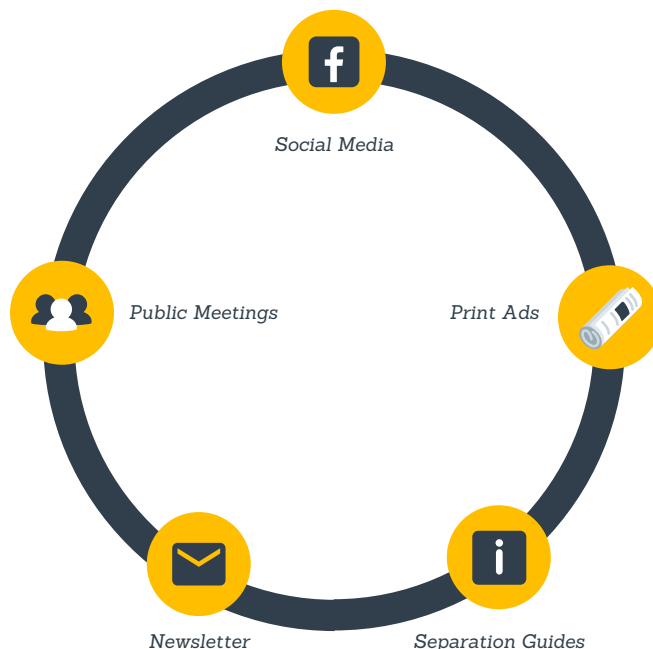 Social Media
Public Meetings
Print Ads
Newsletter
Separation Guides